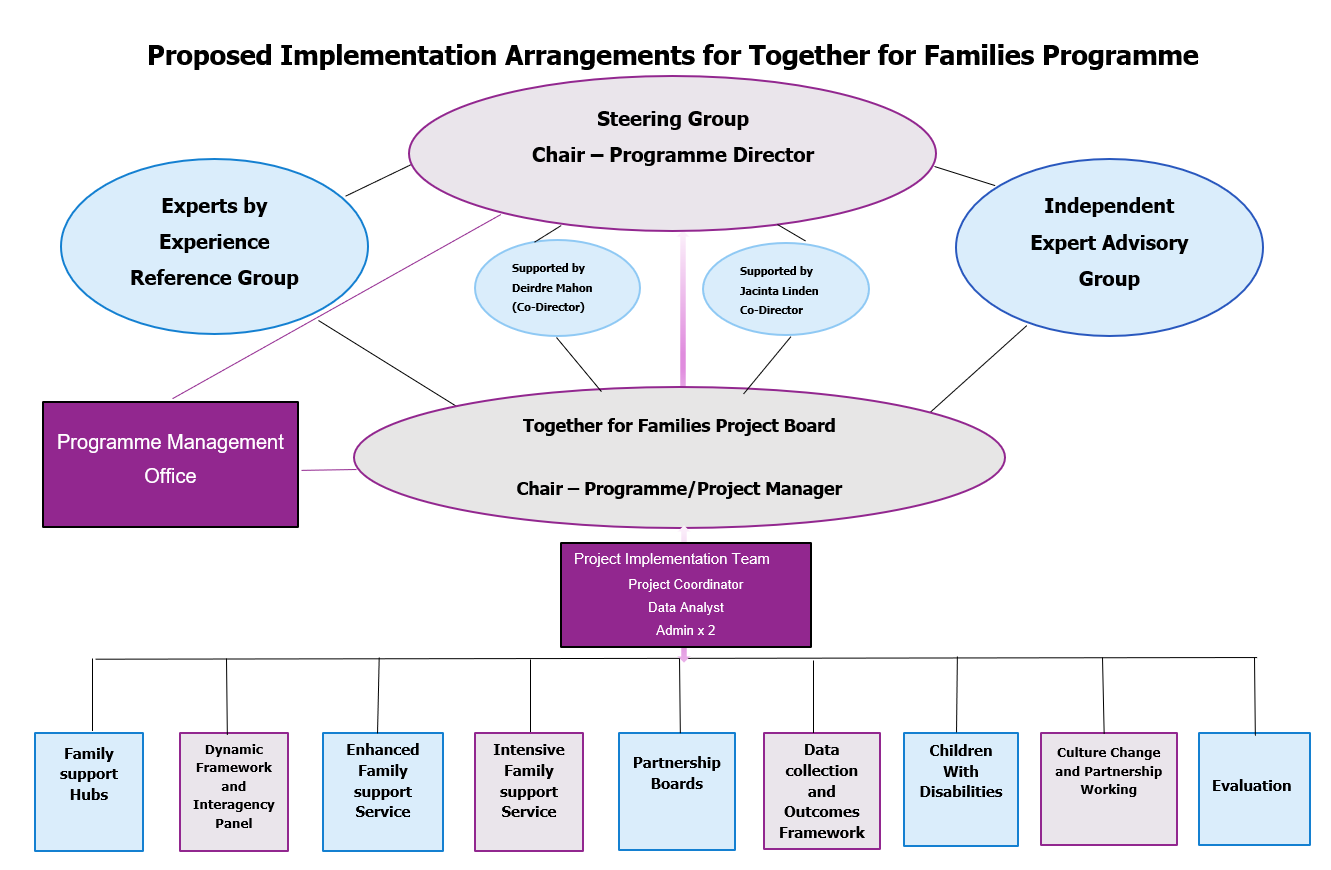 Proposed Implementation Arrangements for Together for Families Programme
Steering Group
Chair – Programme Director
Experts by
Experience
Reference Group
Independent
Expert Advisory
Group
Supported by
Deirdre Mahon
(Co-Director)
Supported by
Jacinta Linden
Co-Director
Programme Management
Office
Together for Families Project Board
Chair – Programme/Project Manager
Project Implementation Team
Project Coordinator
Data Analyst
Admin x 2
Family
support
Hubs
Dynamic
Framework
and
Interagency
Panel
Enhanced
Family
support
Service
Intensive
Family
support
Service
Partnership
Boards
Data
collection
and
Outcomes
Framework
Children
With
Disabilities
Culture Change
and Partnership
Working
Evaluation